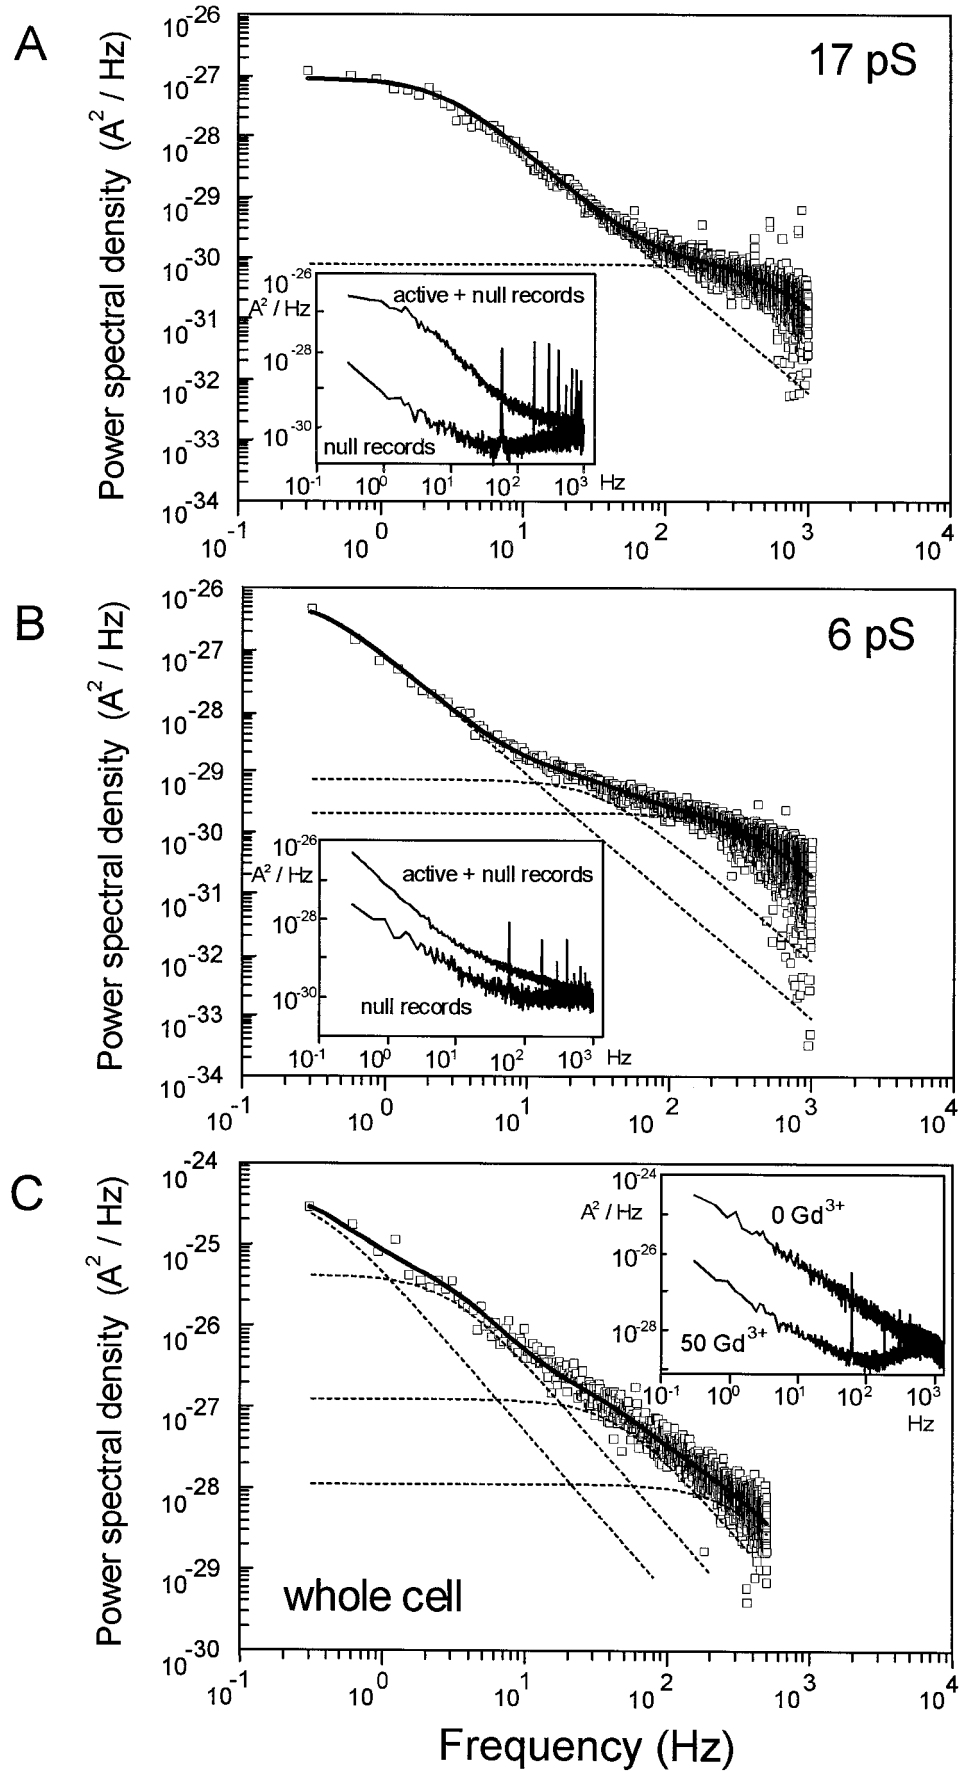 A
17 pS
Power spectral density (A² / Hz)
10⁻²⁶
10⁻²⁷
10⁻²⁸
10⁻²⁹
10⁻³⁰
10⁻³¹
10⁻³²
10⁻³³
10⁻³⁴
10⁻¹ 10⁰ 10¹ 10² 10³ 10⁴
10⁻²⁶
A² / Hz
10⁻²⁸
10⁻³⁰
active + null records
null records
10⁻¹ 10⁰ 10¹ 10² 10³ Hz
B
6 pS
Power spectral density (A² / Hz)
10⁻²⁶
10⁻²⁷
10⁻²⁸
10⁻²⁹
10⁻³⁰
10⁻³¹
10⁻³²
10⁻³³
10⁻³⁴
10⁻¹ 10⁰ 10¹ 10² 10³ 10⁴
10⁻²⁶
A² / Hz
10⁻²⁸
10⁻³⁰
active + null records
null records
10⁻¹ 10⁰ 10¹ 10² 10³ Hz
C
whole cell
Power spectral density (A² / Hz)
10⁻²⁴
10⁻²⁵
10⁻²⁶
10⁻²⁷
10⁻²⁸
10⁻²⁹
10⁻³⁰
10⁻¹ 10⁰ 10¹ 10² 10³ 10⁴
10⁻²⁴
A² / Hz
10⁻²⁶
10⁻²⁸
0 Gd³⁺
50 Gd³⁺
10⁻¹ 10⁰ 10¹ 10² 10³
Hz
Frequency (Hz)